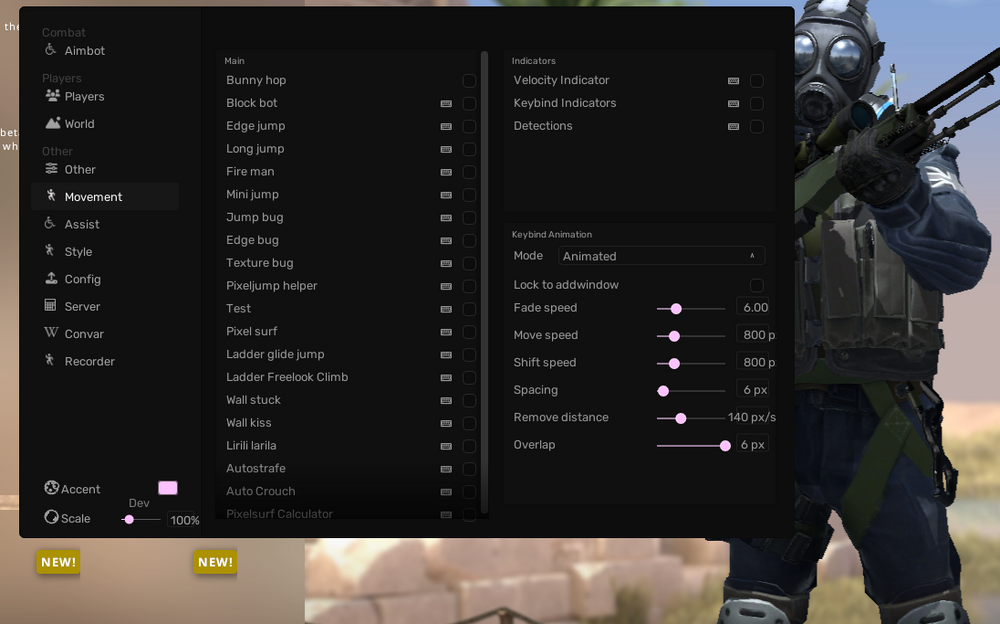 the
bet
wh
Combat
Aimbot
Players
Players
World
Other
Other
Movement
Assist
Style
Config
Server
Convar
Recorder
Accent
Dev
Scale
100%
Main
Bunny hop
Block bot
Edge jump
Long jump
Fire man
Mini jump
Jump bug
Edge bug
Texture bug
Pixeljump helper
Test
Pixel surf
Ladder glide jump
Ladder Freelook Climb
Wall stuck
Wall kiss
Lirili larila
Autostrafe
Auto Crouch
Pixelsurf Calculator
Indicators
Velocity Indicator
Keybind Indicators
Detections
Keybind Animation
Mode Animated
Lock to addwindow
Fade speed 6.00
Move speed 800 p
Shift speed 800 p
Spacing 6 px
Remove distance 140 px/s
Overlap 6 px
NEW! NEW!